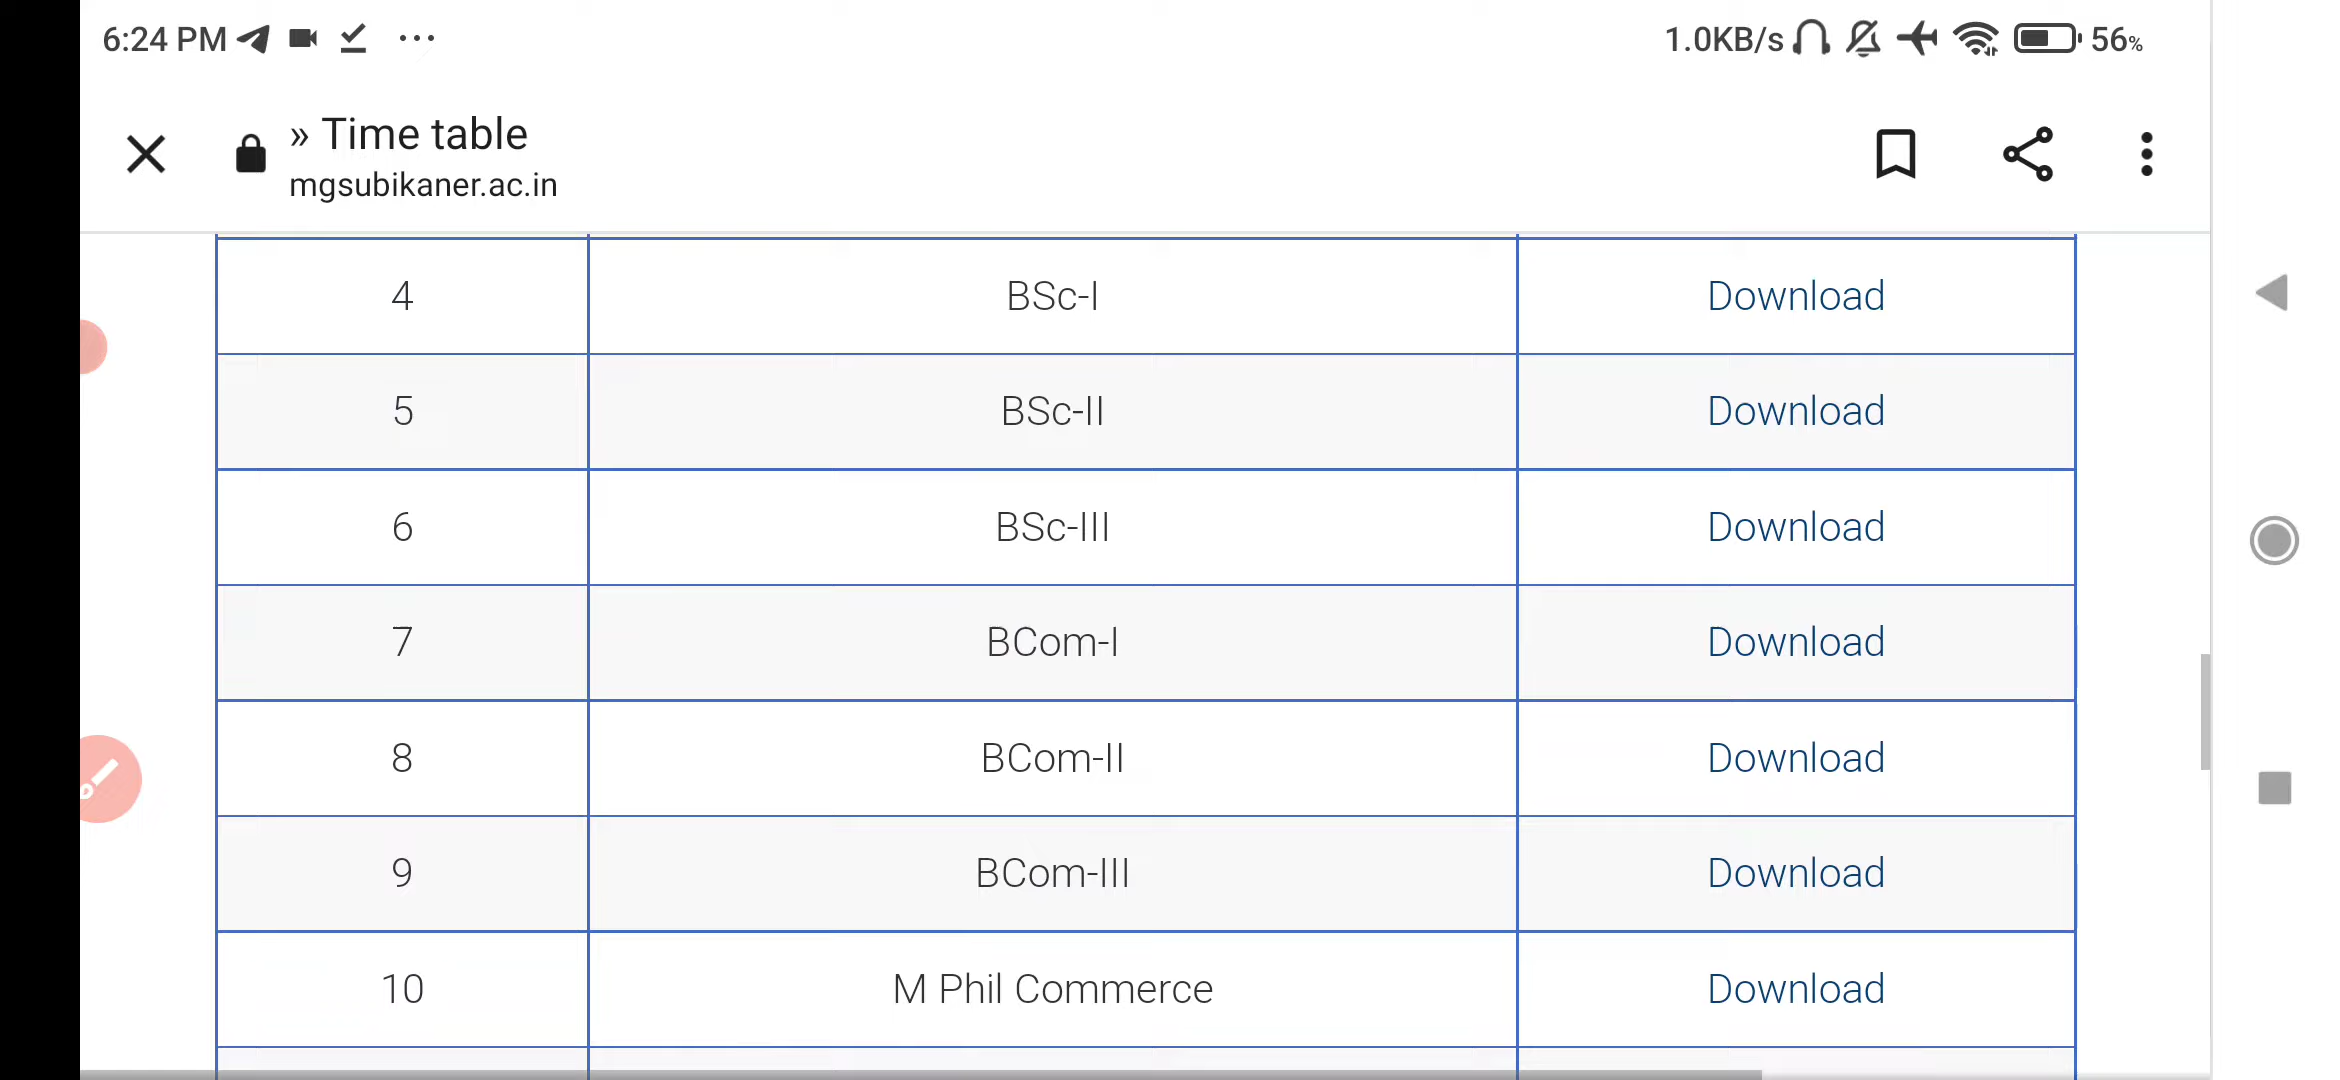 6:24 PM ... 1.0KB/s 56%
» Time table
mgsubikaner.ac.in
4 BSc-I Download
5 BSc-II Download
6 BSc-III Download
7 BCom-I Download
8 BCom-II Download
9 BCom-III Download
10 M Phil Commerce Download